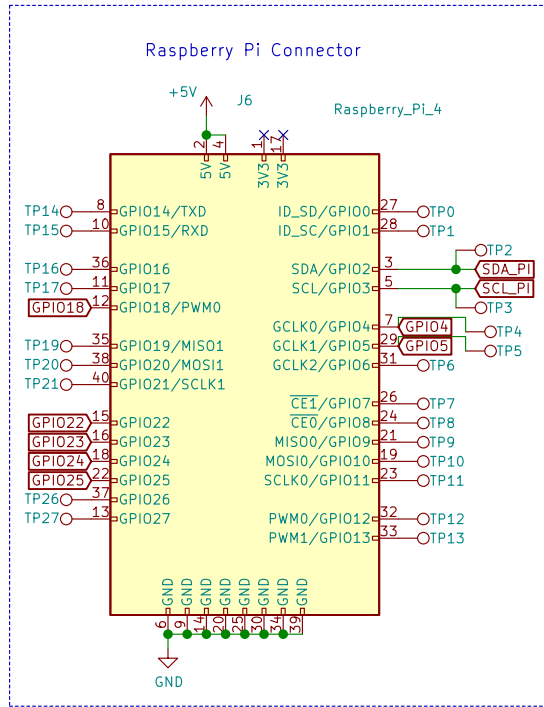 Raspberry Pi Connector
+5V
J6
Raspberry_Pi_4
2 4 1 17
5V 5V 3V3 3V3
TP14 8 GPIO14/TXD ID_SD/GPIO0 27 TP0
TP15 10 GPIO15/RXD ID_SC/GPIO1 28 TP1
TP2
TP16 36 GPIO16 SDA/GPIO2 3 SDA_PI
TP17 11 GPIO17 SCL/GPIO3 5 SCL_PI
GPIO18 12 GPIO18/PWM0 TP3
GCLK0/GPIO4 7 GPIO4 TP4
TP19 35 GPIO19/MISO1 GCLK1/GPIO5 29 GPIO5 TP5
TP20 38 GPIO20/MOSI1 GCLK2/GPIO6 31 TP6
TP21 40 GPIO21/SCLK1
CE1/GPIO7 26 TP7
GPIO22 15 GPIO22 CE0/GPIO8 24 TP8
GPIO23 16 GPIO23 MISO0/GPIO9 21 TP9
GPIO24 18 GPIO24 MOSI0/GPIO10 19 TP10
GPIO25 22 GPIO25 SCLK0/GPIO11 23 TP11
TP26 37 GPIO26
TP27 13 GPIO27 PWM0/GPIO12 32 TP12
PWM1/GPIO13 33 TP13
GND GND GND GND GND GND GND GND
6 9 14 20 25 30 34 39
GND